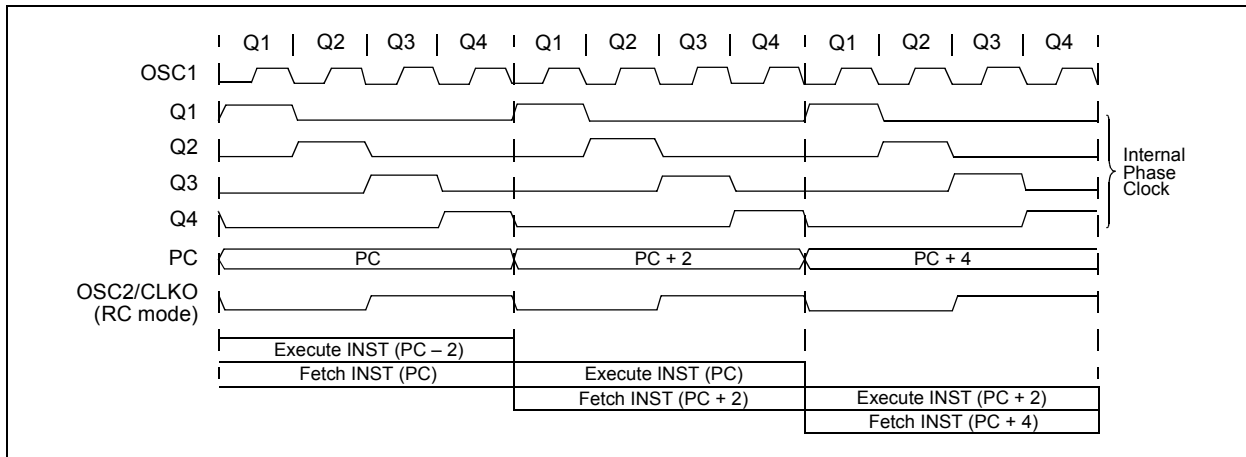 Q1 Q2 Q3 Q4 Q1 Q2 Q3 Q4 Q1 Q2 Q3 Q4
OSC1
Q1
Q2
Q3
Q4
Internal
Phase
Clock
PC
PC PC + 2 PC + 4
OSC2/CLKO
(RC mode)
Execute INST (PC – 2)
Fetch INST (PC) Execute INST (PC)
Fetch INST (PC + 2) Execute INST (PC + 2)
Fetch INST (PC + 4)